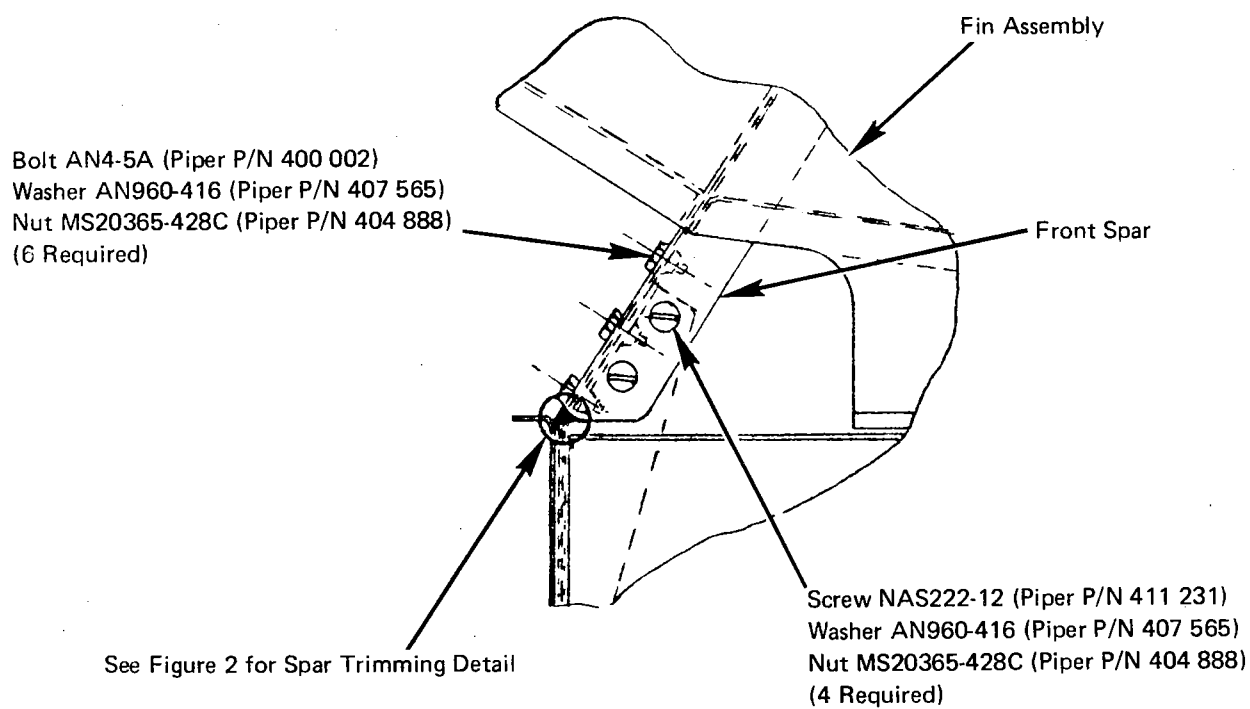 Fin Assembly
Bolt AN4-5A (Piper P/N 400 002)
Washer AN960-416 (Piper P/N 407 565)
Nut MS20365-428C (Piper P/N 404 888)
(6 Required)
Front Spar
Screw NAS222-12 (Piper P/N 411 231)
Washer AN960-416 (Piper P/N 407 565)
Nut MS20365-428C (Piper P/N 404 888)
(4 Required)
See Figure 2 for Spar Trimming Detail